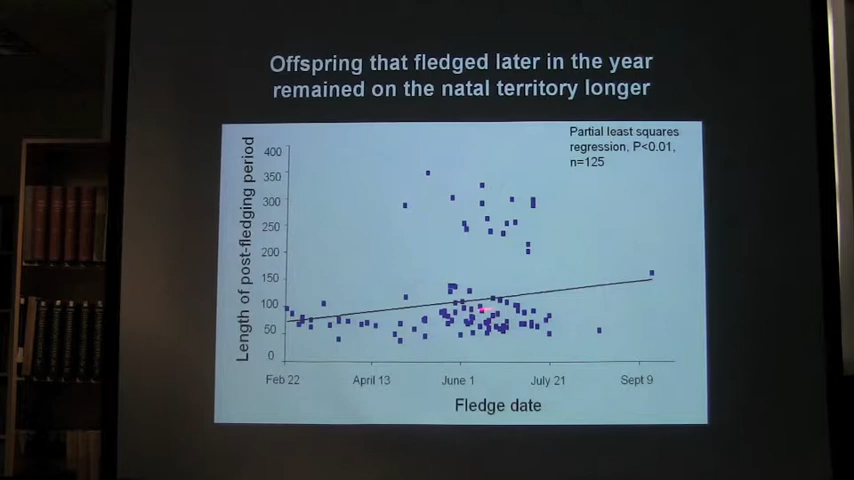 Offspring that fledged later in the year
remained on the natal territory longer
Partial least squares
regression, P<0.01,
n=125
Length of post-fledging period
400
350
300
250
200
150
100
50
0
Feb 22
April 13
June 1
July 21
Sept 9
Fledge date